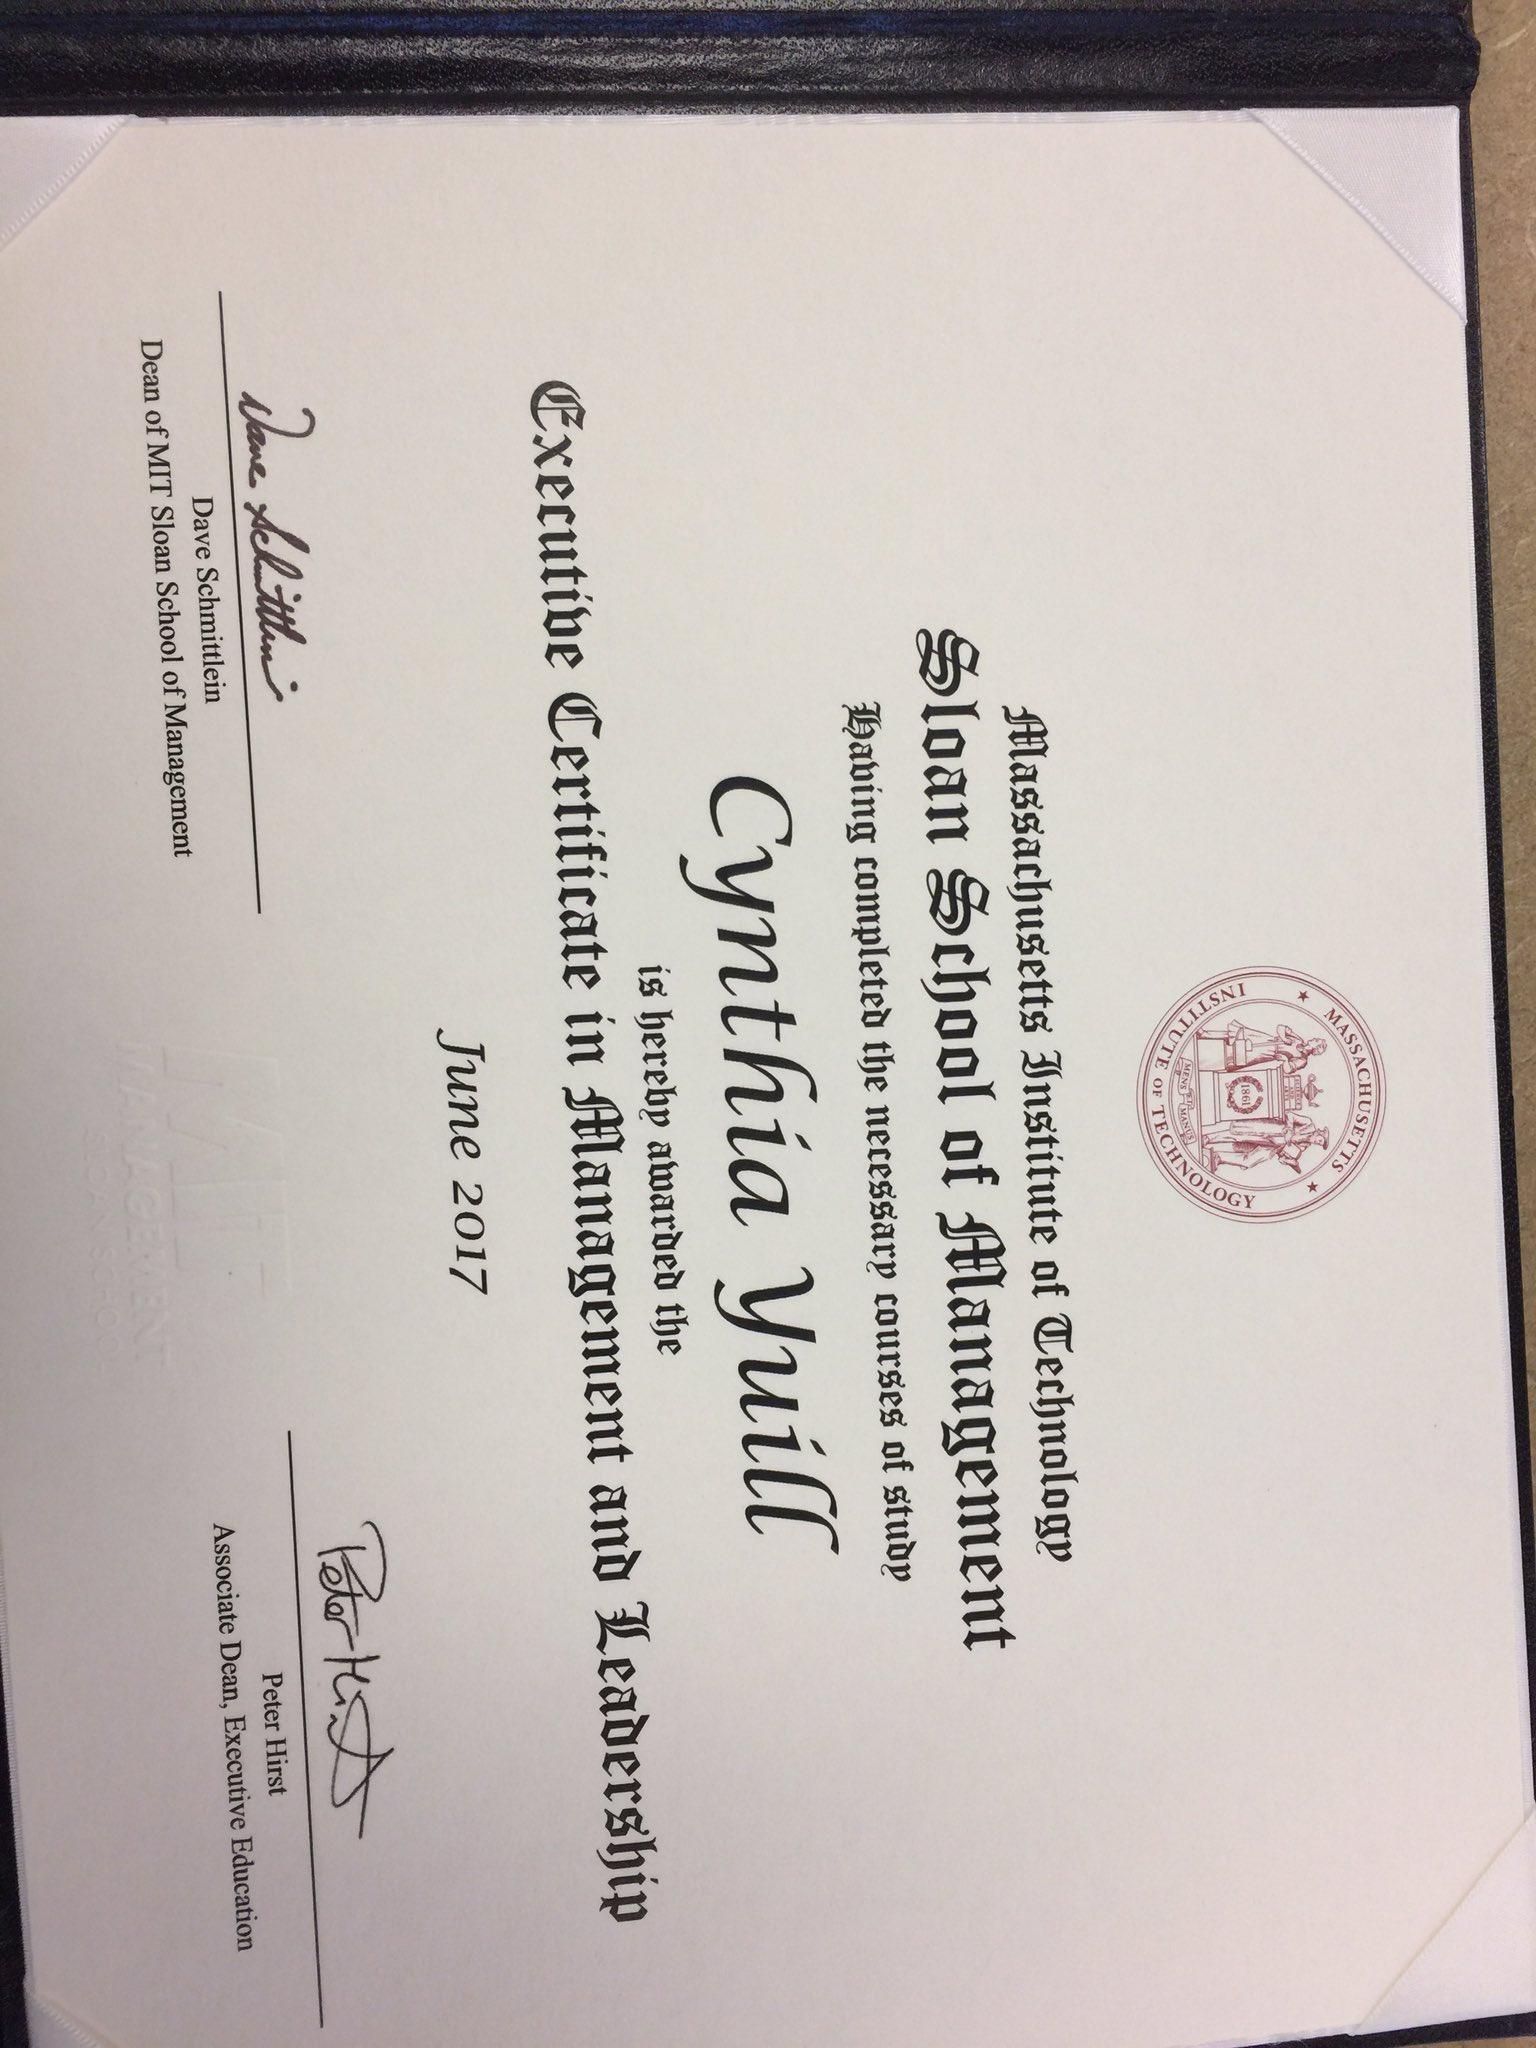 MASSACHUSETTS INSTITUTE OF TECHNOLOGY
1861
MENS ET MANUS
Massachusetts Institute of Technology
Sloan School of Management
Having completed the necessary courses of study
Cynthia Yuill
is hereby awarded the
Executive Certificate in Management and Leadership
June 2017
Dave Schmittlein
Peter Hirst
Dave Schmittlein
Dean of MIT Sloan School of Management
MIT
MANAGEMENT
SLOAN SCHOOL
Peter Hirst
Associate Dean, Executive Education